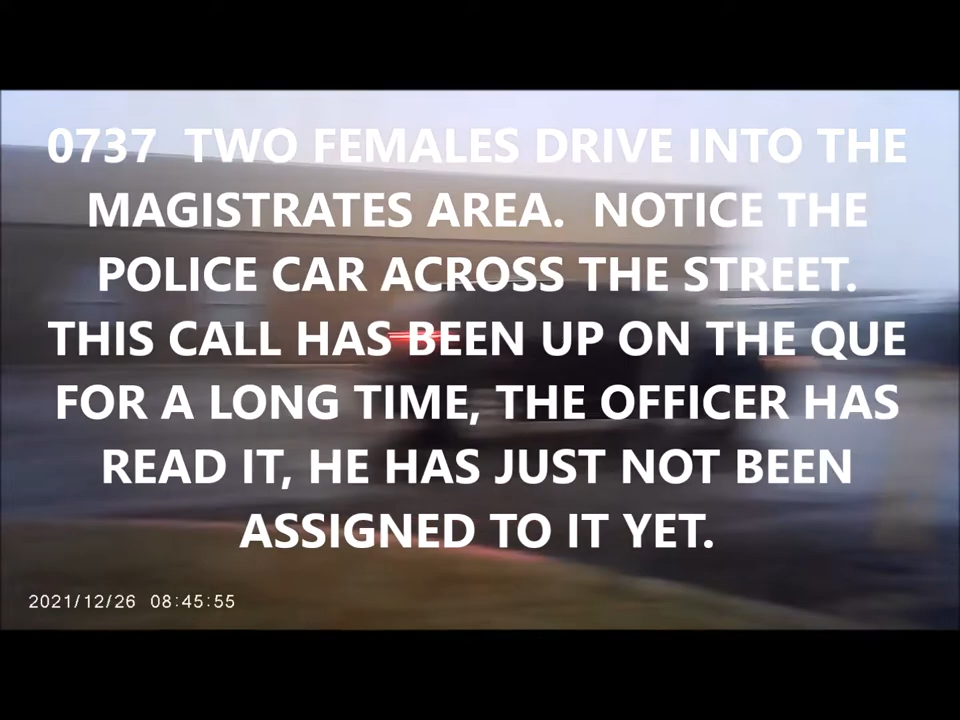 0737  TWO FEMALES DRIVE INTO THE
MAGISTRATES AREA.  NOTICE THE
POLICE CAR ACROSS THE STREET.
THIS CALL HAS BEEN UP ON THE QUE
FOR A LONG TIME, THE OFFICER HAS
READ IT, HE HAS JUST NOT BEEN
ASSIGNED TO IT YET.
2021/12/26  08:45:55